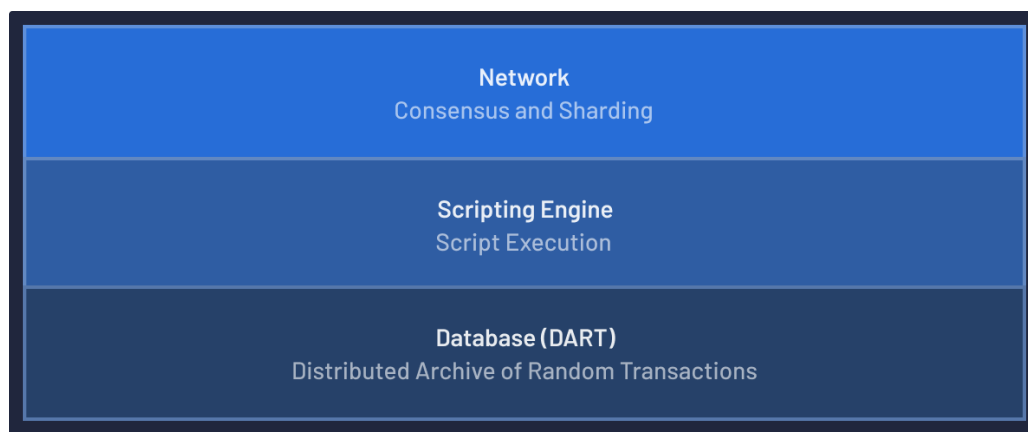 Network
Consensus and Sharding
Scripting Engine
Script Execution
Database (DART)
Distributed Archive of Random Transactions